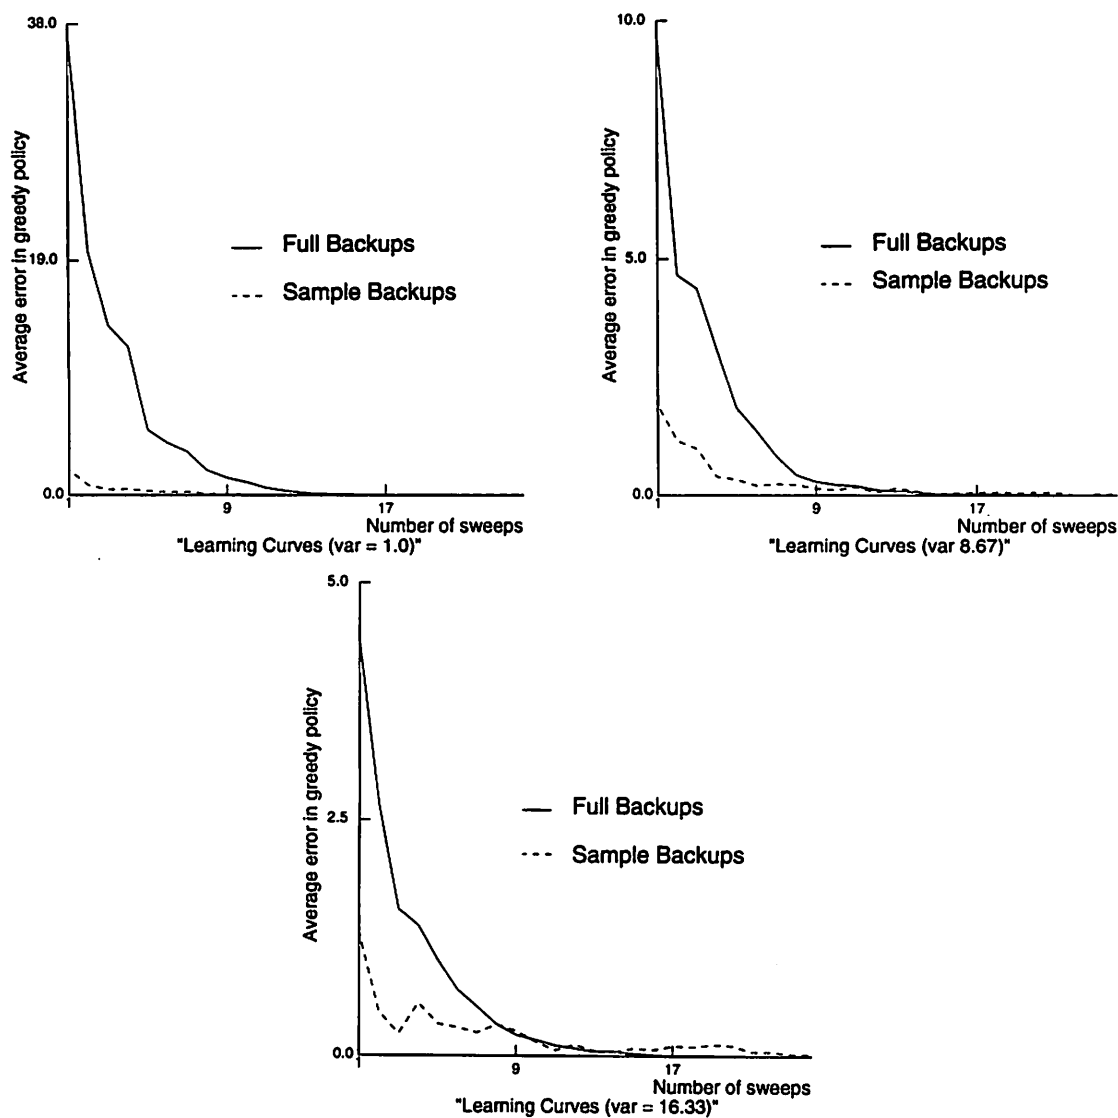 38.0
Average error in greedy policy
Full Backups
19.0
Sample Backups
0.0
1
9
17
Number of sweeps
"Learning Curves (var = 1.0)"
10.0
Average error in greedy policy
Full Backups
5.0
Sample Backups
0.0
1
9
17
Number of sweeps
"Learning Curves (var 8.67)"
5.0
Average error in greedy policy
Full Backups
2.5
Sample Backups
0.0
1
9
17
Number of sweeps
"Learning Curves (var = 16.33)"